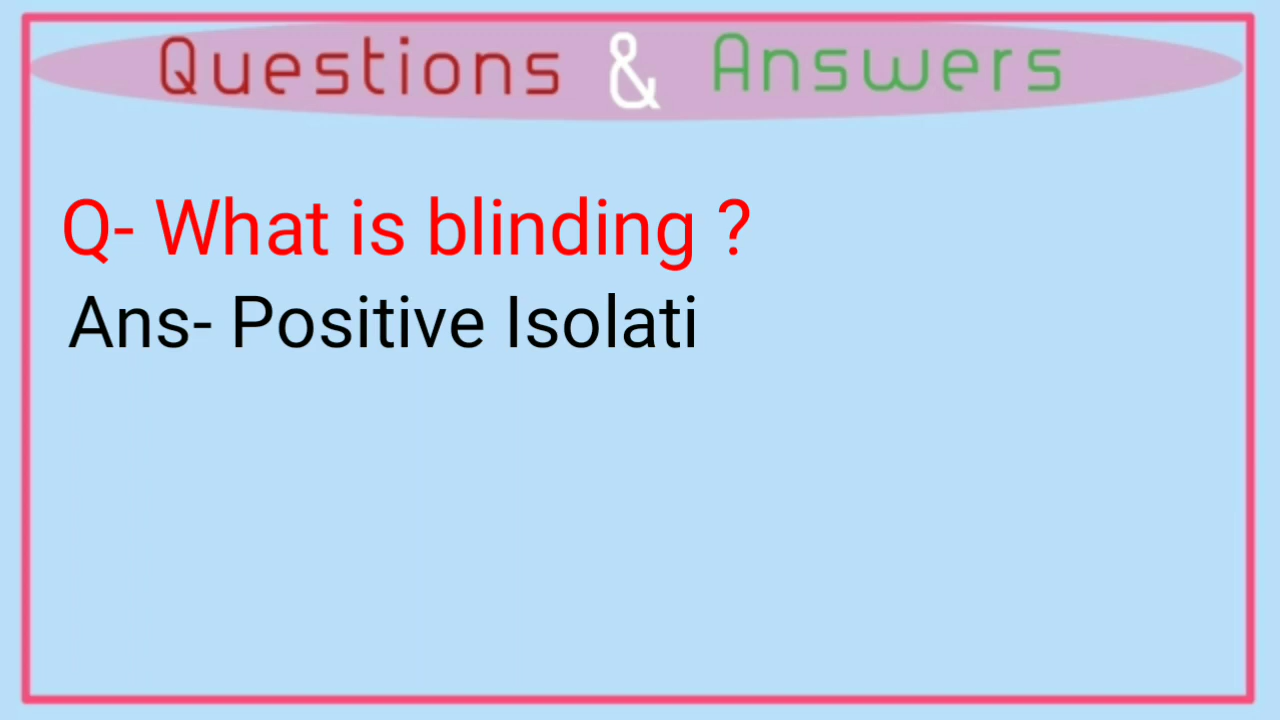 Questions & Answers
Q- What is blinding ?
Ans- Positive Isolati